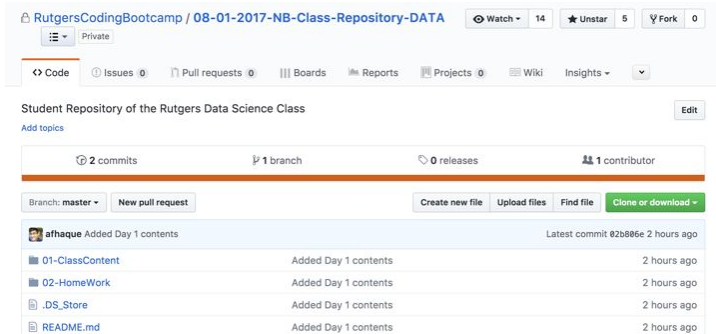 RutgersCodingBootcamp / 08-01-2017-NB-Class-Repository-DATA Watch 14 Unstar 5 Fork 0
Private
Code Issues 0 Pull requests 0 Boards Reports Projects 0 Wiki Insights
Student Repository of the Rutgers Data Science Class Edit
Add topics
2 commits 1 branch 0 releases 1 contributor
Branch: master New pull request Create new file Upload files Find file Clone or download
afhaque Added Day 1 contents Latest commit 02b806e 2 hours ago
01-ClassContent Added Day 1 contents 2 hours ago
02-HomeWork Added Day 1 contents 2 hours ago
.DS_Store Added Day 1 contents 2 hours ago
README.md Added Day 1 contents 2 hours ago